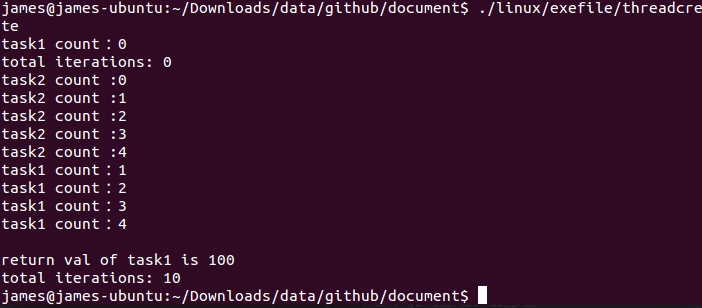 james@james-ubuntu:~/Downloads/data/github/document$ ./linux/exefile/threadcre
te
task1 count：0
total iterations: 0
task2 count :0
task2 count :1
task2 count :2
task2 count :3
task2 count :4
task1 count：1
task1 count：2
task1 count：3
task1 count：4
return val of task1 is 100
total iterations: 10
james@james-ubuntu:~/Downloads/data/github/document$